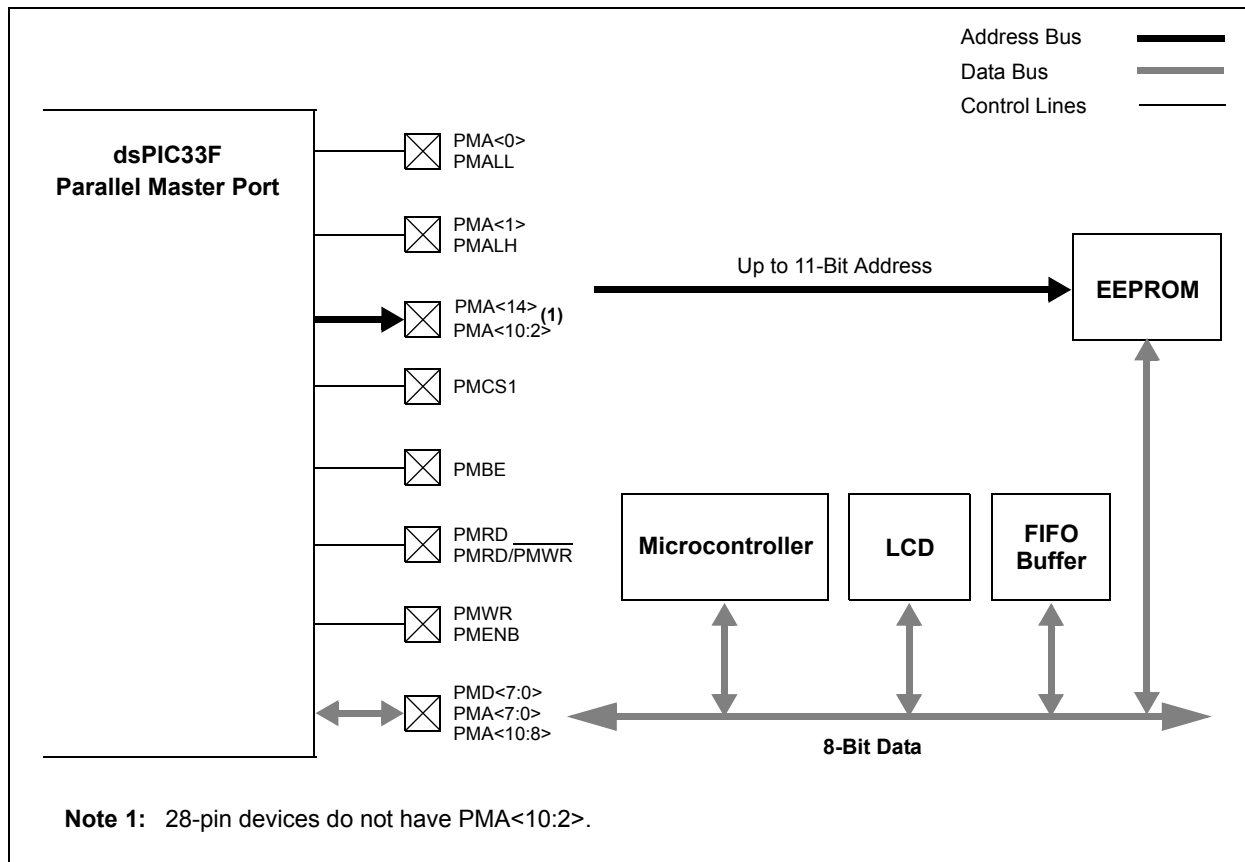 Address Bus
Data Bus
Control Lines
dsPIC33F
Parallel Master Port
PMA<0>
PMALL
PMA<1>
PMALH
PMA<14>
PMA<10:2>
(1)
PMCS1
PMBE
PMRD
PMRD/PMWR
PMWR
PMENB
PMD<7:0>
PMA<7:0>
PMA<10:8>
Up to 11-Bit Address
EEPROM
Microcontroller
LCD
FIFO
Buffer
8-Bit Data
Note 1: 28-pin devices do not have PMA<10:2>.